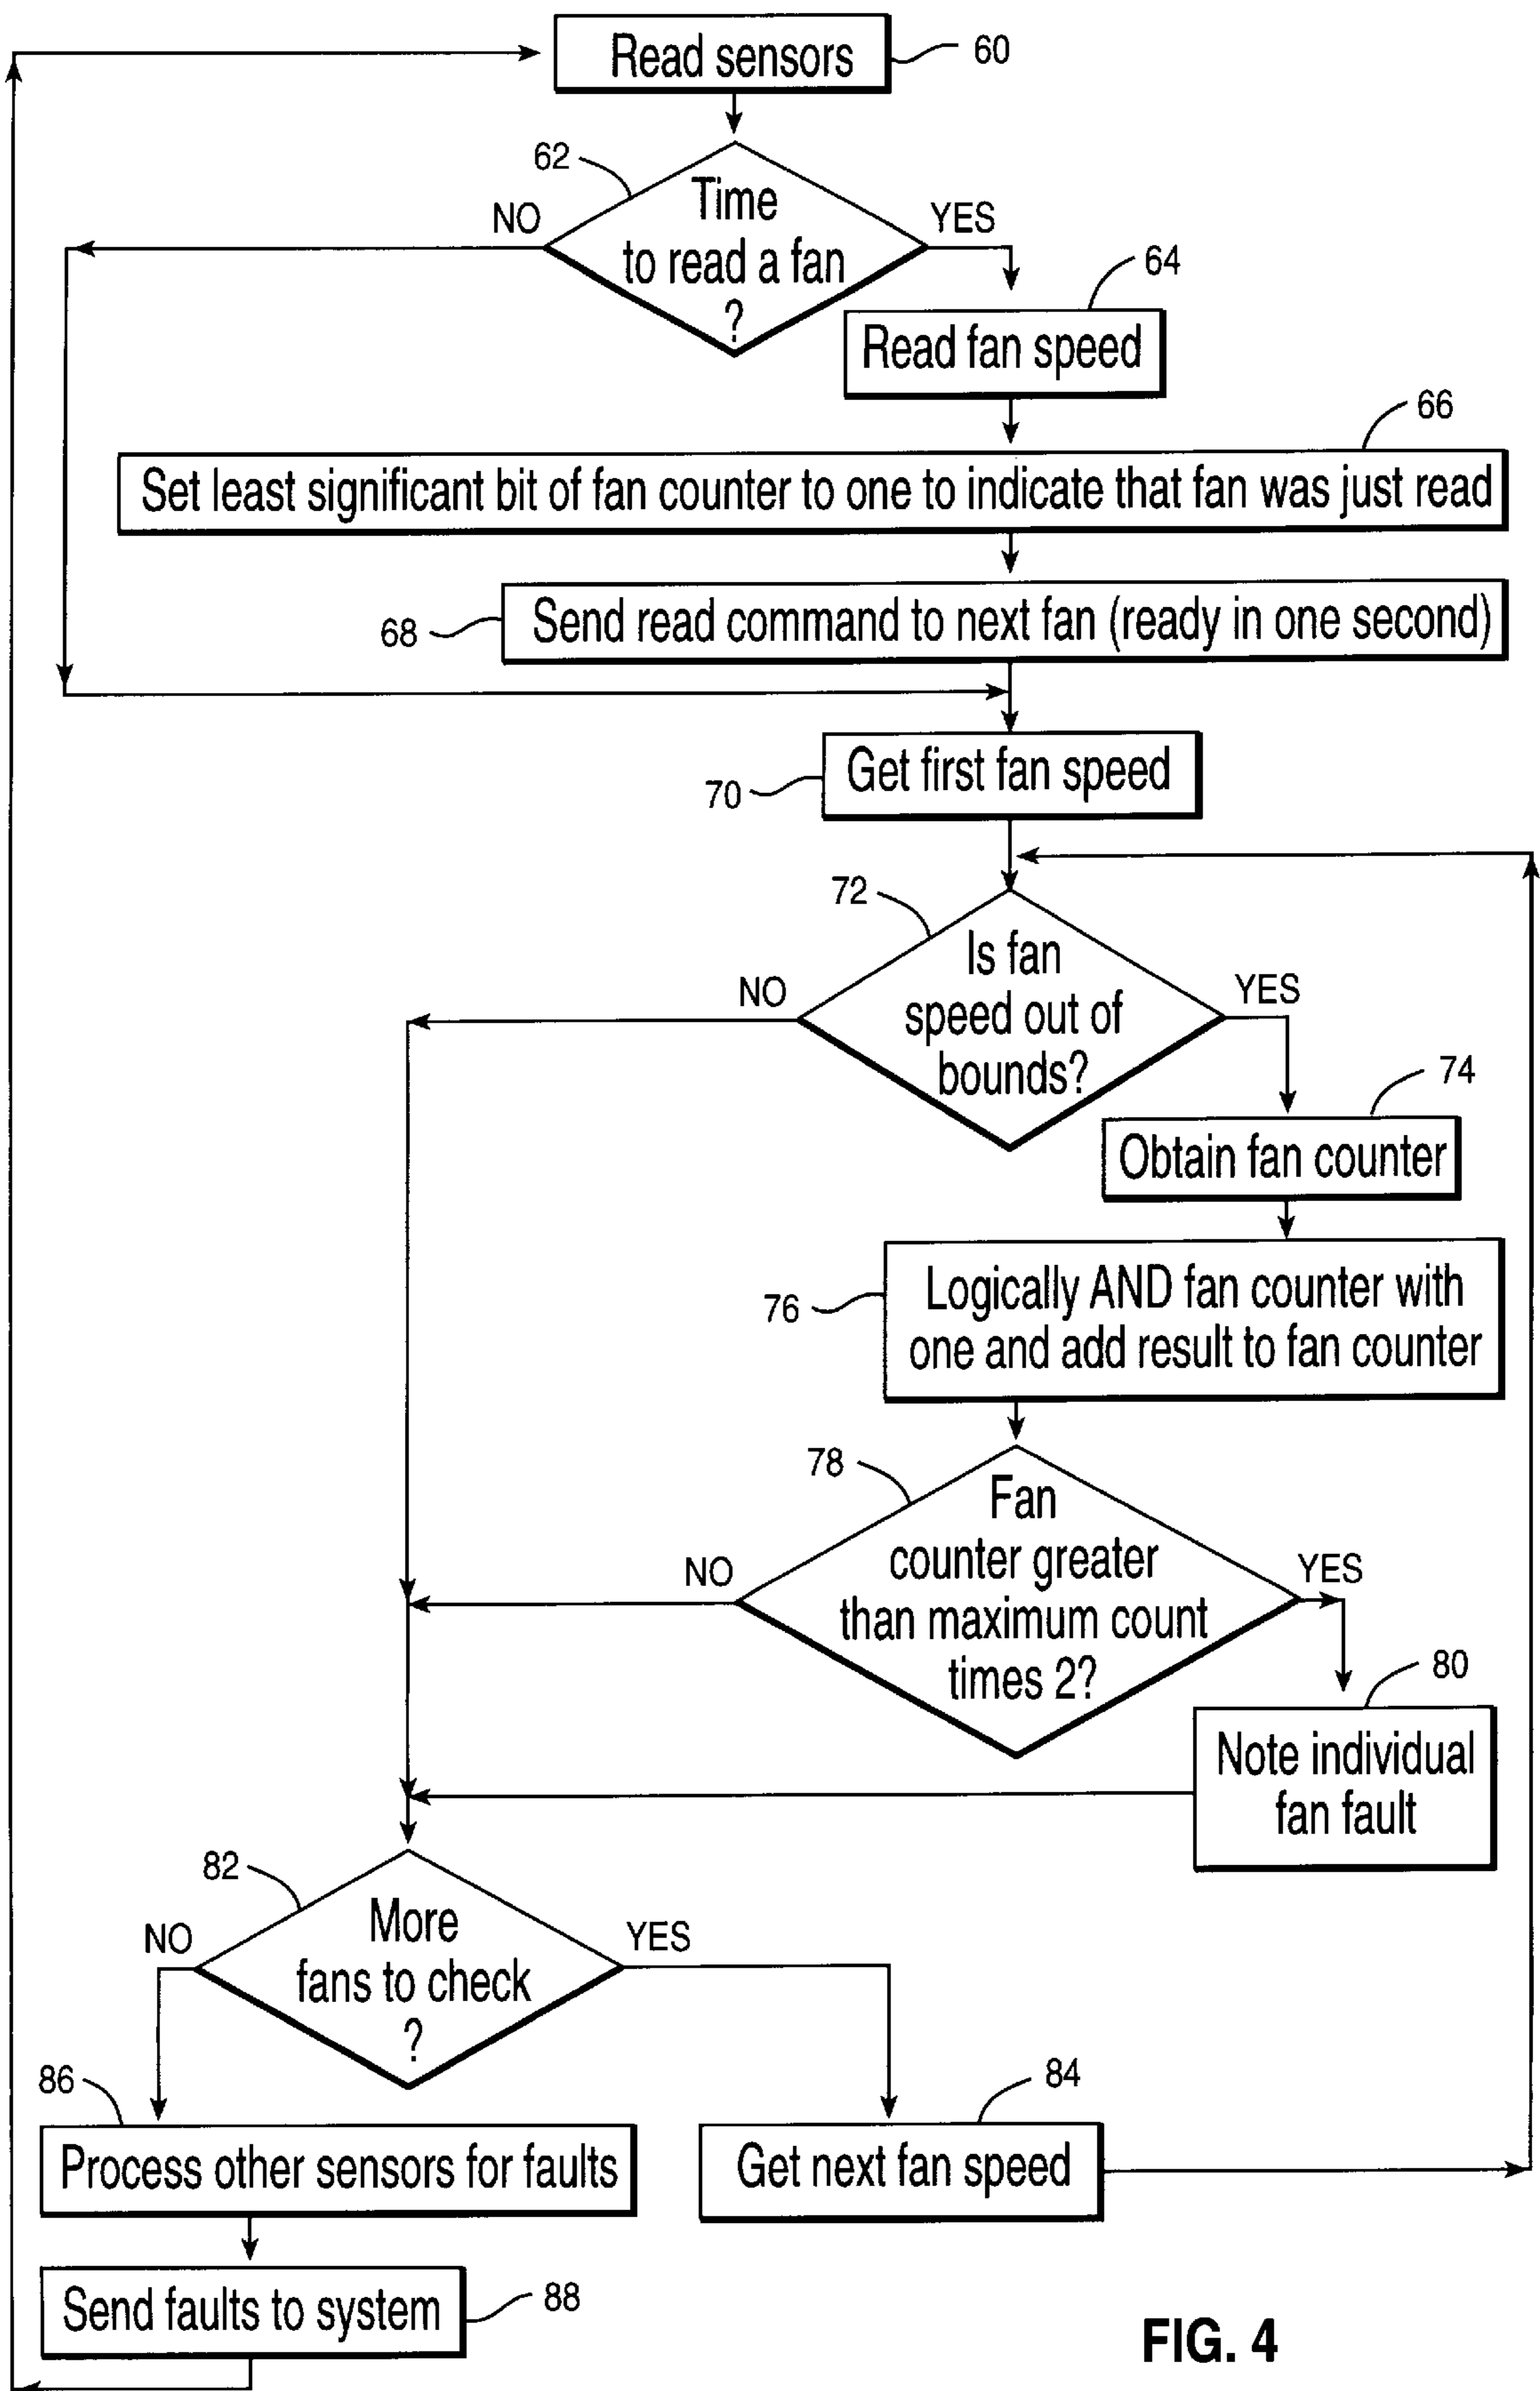 Read sensors
60
62
Time
to read a fan
?
NO
YES
64
Read fan speed
66
Set least significant bit of fan counter to one to indicate that fan was just read
68
Send read command to next fan (ready in one second)
70
Get first fan speed
72
Is fan
speed out of
bounds?
NO
YES
74
Obtain fan counter
76
Logically AND fan counter with
one and add result to fan counter
78
Fan
counter greater
than maximum count
times 2?
NO
YES
80
Note individual
fan fault
82
More
fans to check
?
NO
YES
86
Process other sensors for faults
84
Get next fan speed
Send faults to system
88
FIG. 4